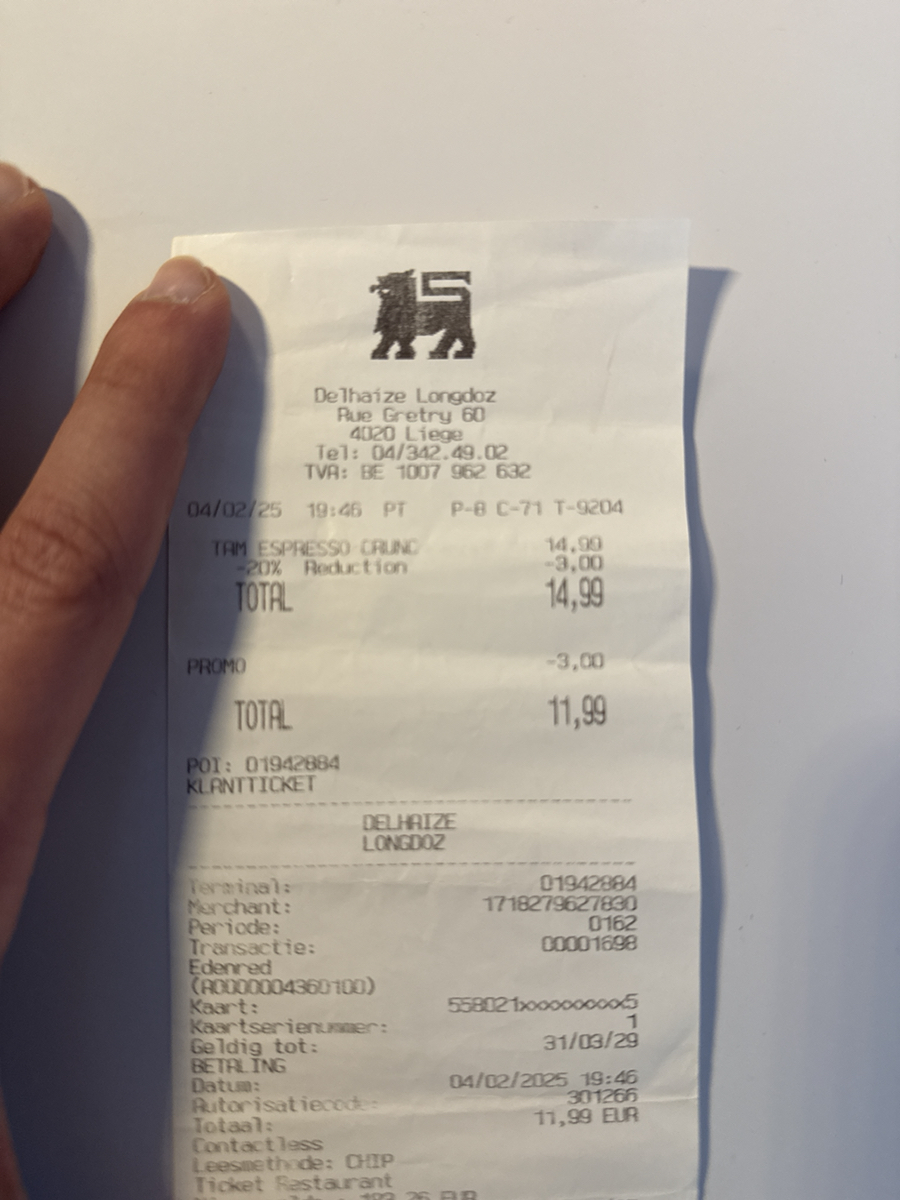 Delhaize Longdoz
Rue Gretry 60
4020 Liege
Tel: 04/342.49.02
TVA: BE 1007 962 632
04/02/25 19:46 PT P-8 C-71 T-9204
TAM ESPRESSO CRUNC 14,99
-20% Reduction -3,00
TOTAL 14,99
PROMO -3,00
TOTAL 11,99
POI: 01942884
KLANTTICKET
DELHAIZE
LONGDOZ
Terminal: 01942884
Merchant: 1718279627830
Periode: 0162
Transactie: 00001698
Edenred
(A0000004360100)
Kaart: 558021xxxxxxxxx5
Kaartserienummer: 1
Geldig tot: 31/03/29
BETALING
Datum: 04/02/2025 19:46
Autorisatiecode: 301266
Totaal: 11,99 EUR
Contactless
Leesmethode: CHIP
Ticket Restaurant
EUR